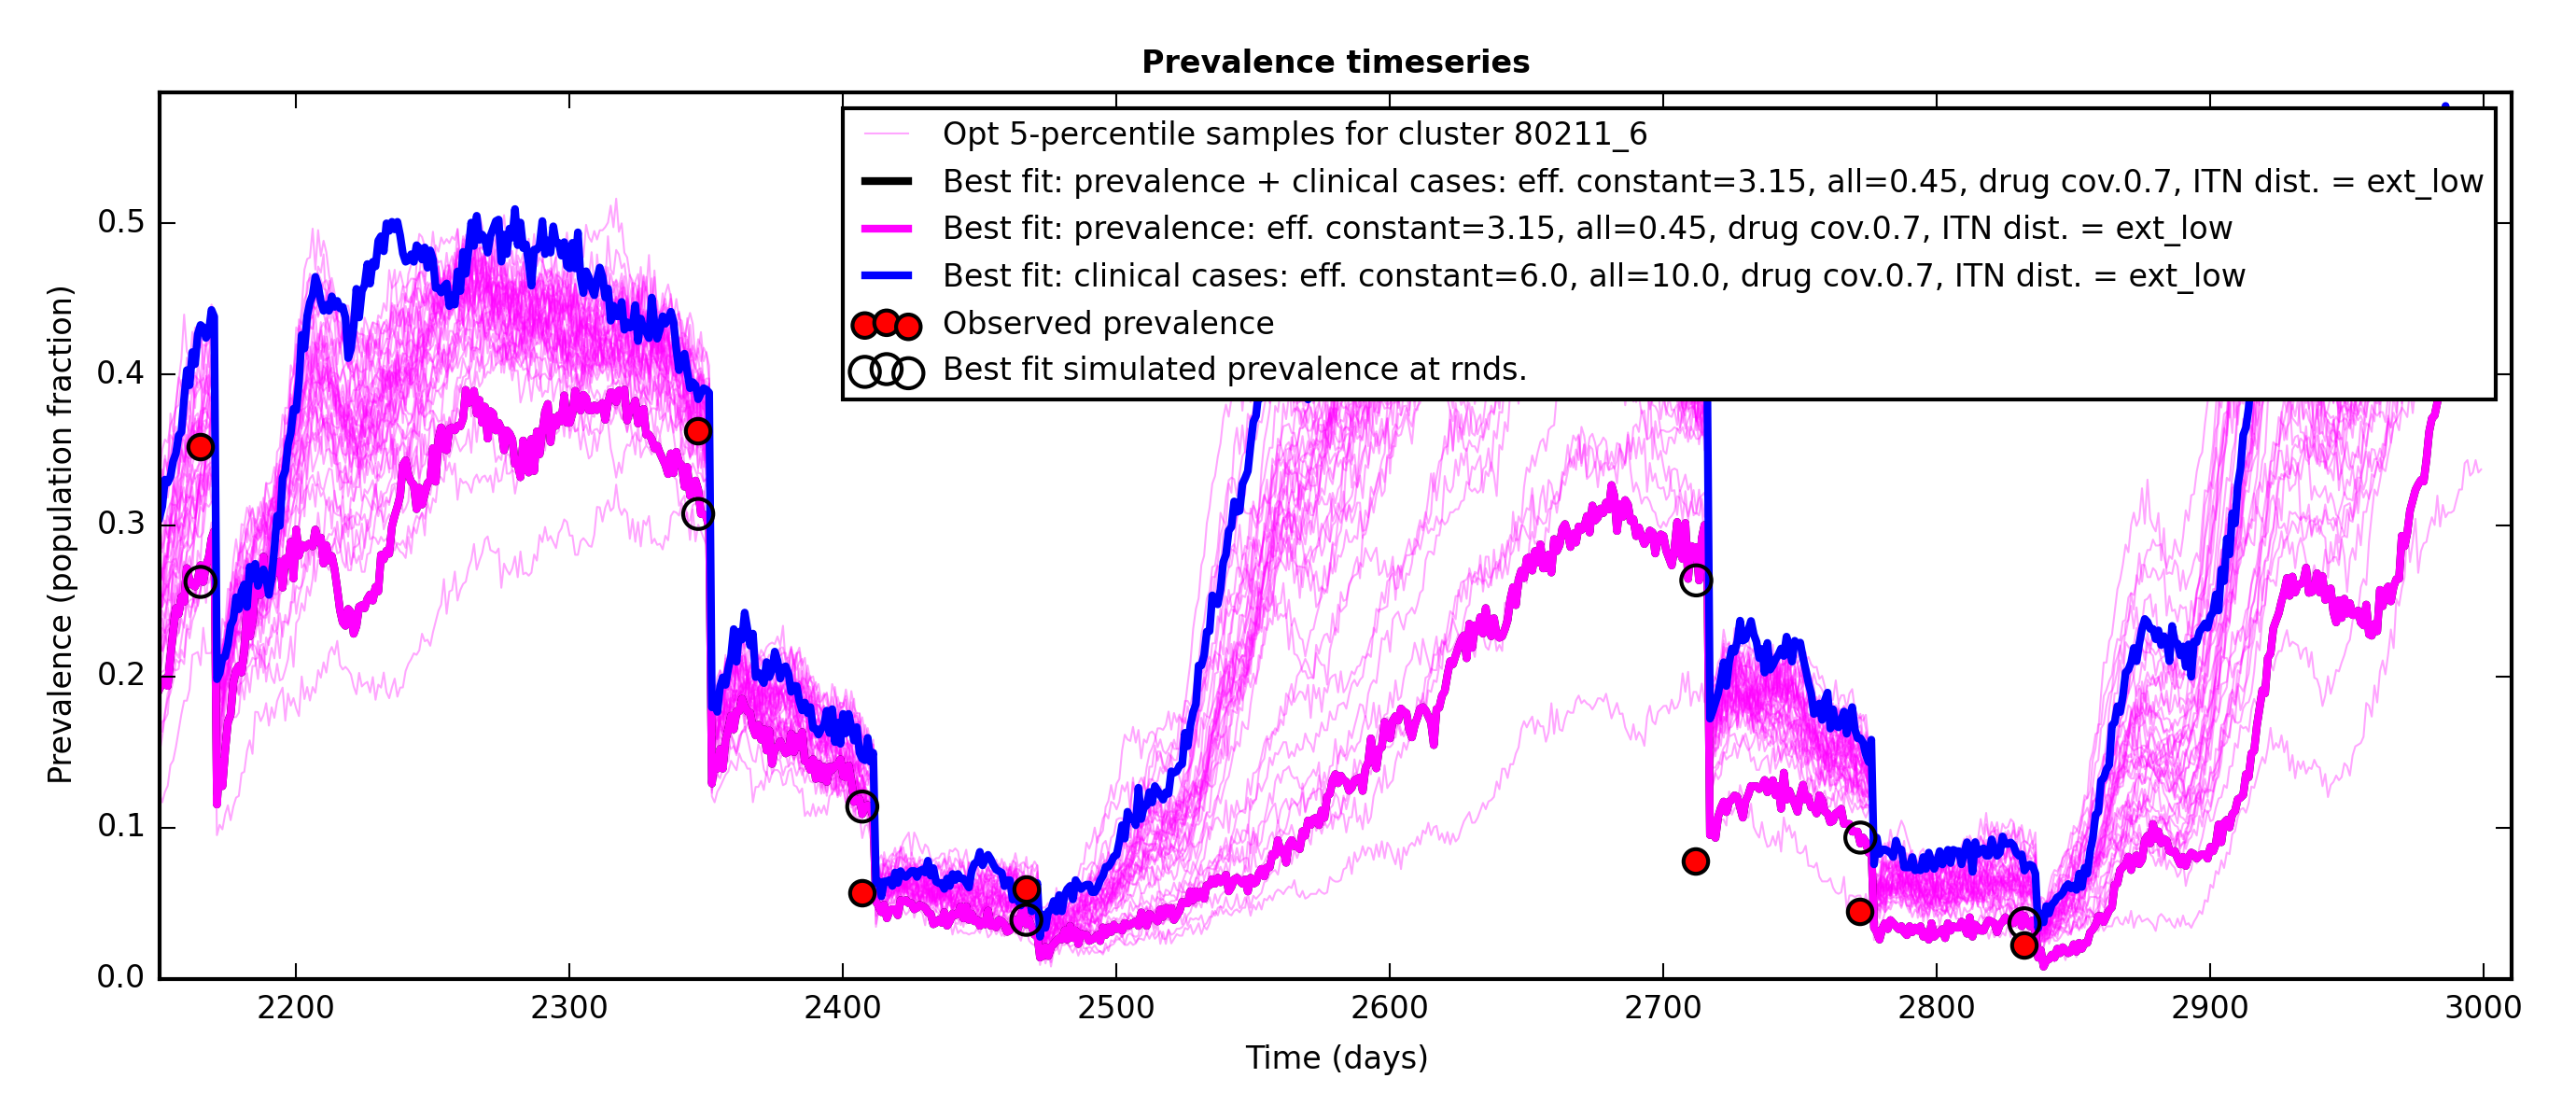 Prevalence timeseries
Opt 5-percentile samples for cluster 80211_6
Best fit: prevalence + clinical cases: eff. constant=3.15, all=0.45, drug cov.0.7, ITN dist. = ext_low
Best fit: prevalence: eff. constant=3.15, all=0.45, drug cov.0.7, ITN dist. = ext_low
Best fit: clinical cases: eff. constant=6.0, all=10.0, drug cov.0.7, ITN dist. = ext_low
Observed prevalence
Best fit simulated prevalence at rnds.
Prevalence (population fraction)
0.5
0.4
0.3
0.2
0.1
0.0
2200 2300 2400 2500 2600 2700 2800 2900 3000
Time (days)